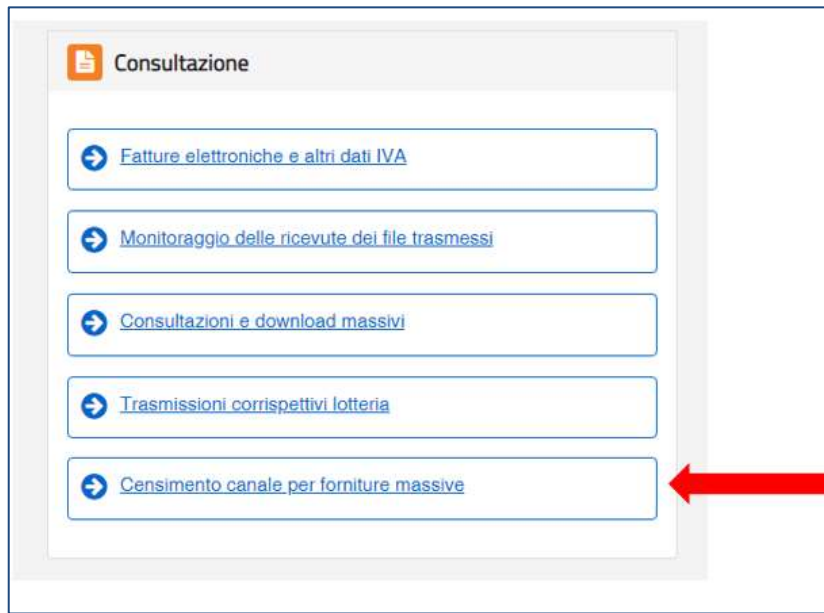 Consultazione
Fatture elettroniche e altri dati IVA
Monitoraggio delle ricevute dei file trasmessi
Consultazioni e download massivi
Trasmissioni corrispettivi lotteria
Censimento canale per forniture massive